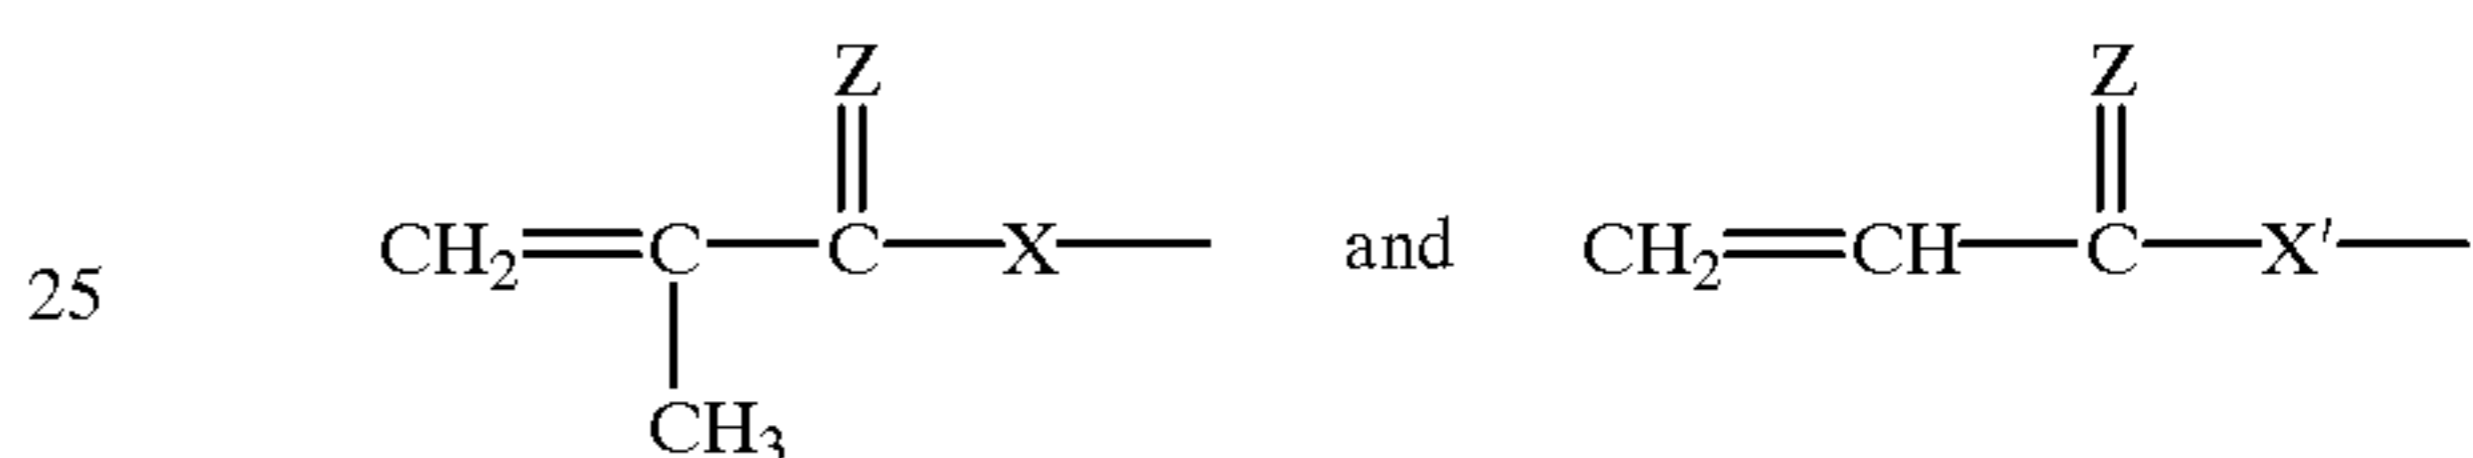 Z Z
CH2=C—C—X— and CH2=CH—C—X'—
25
CH3